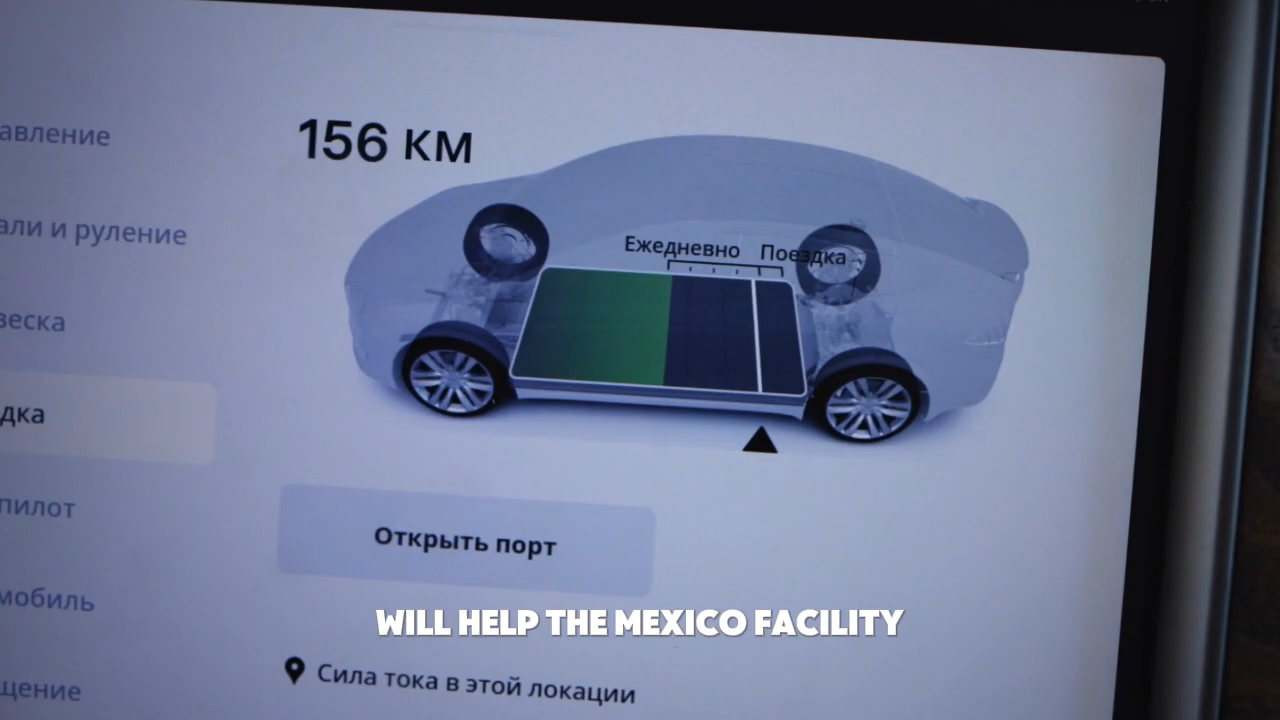 156 км
авление
али и руление
Ежедневно Поездка
веска
дка
пилот
Открыть порт
мобиль
WILL HELP THE MEXICO FACILITY
Сила тока в этой локации
щение